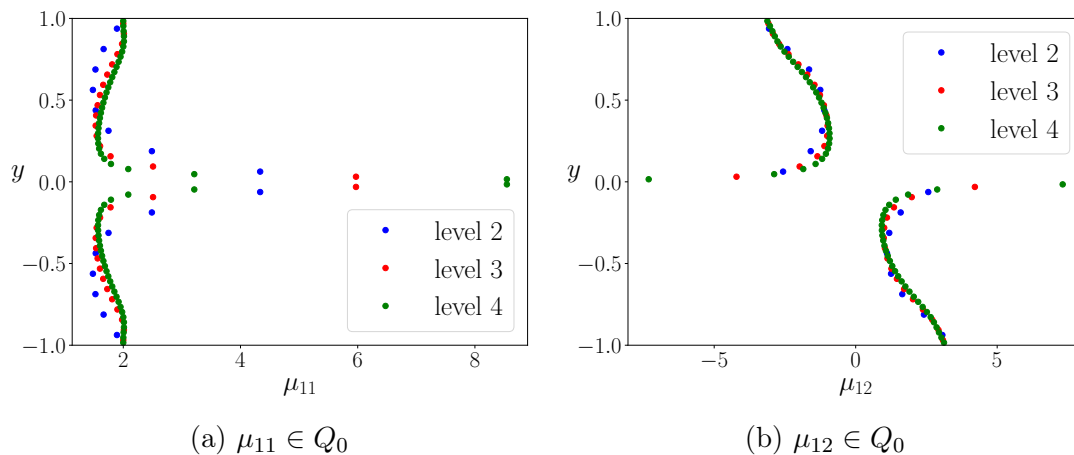 1.0
0.5
y
0.0
−0.5
−1.0
2
4
6
8
μ₁₁
level 2
level 3
level 4
(a) μ₁₁ ∈ Q₀
1.0
0.5
y
0.0
−0.5
−1.0
−5
0
5
μ₁₂
level 2
level 3
level 4
(b) μ₁₂ ∈ Q₀